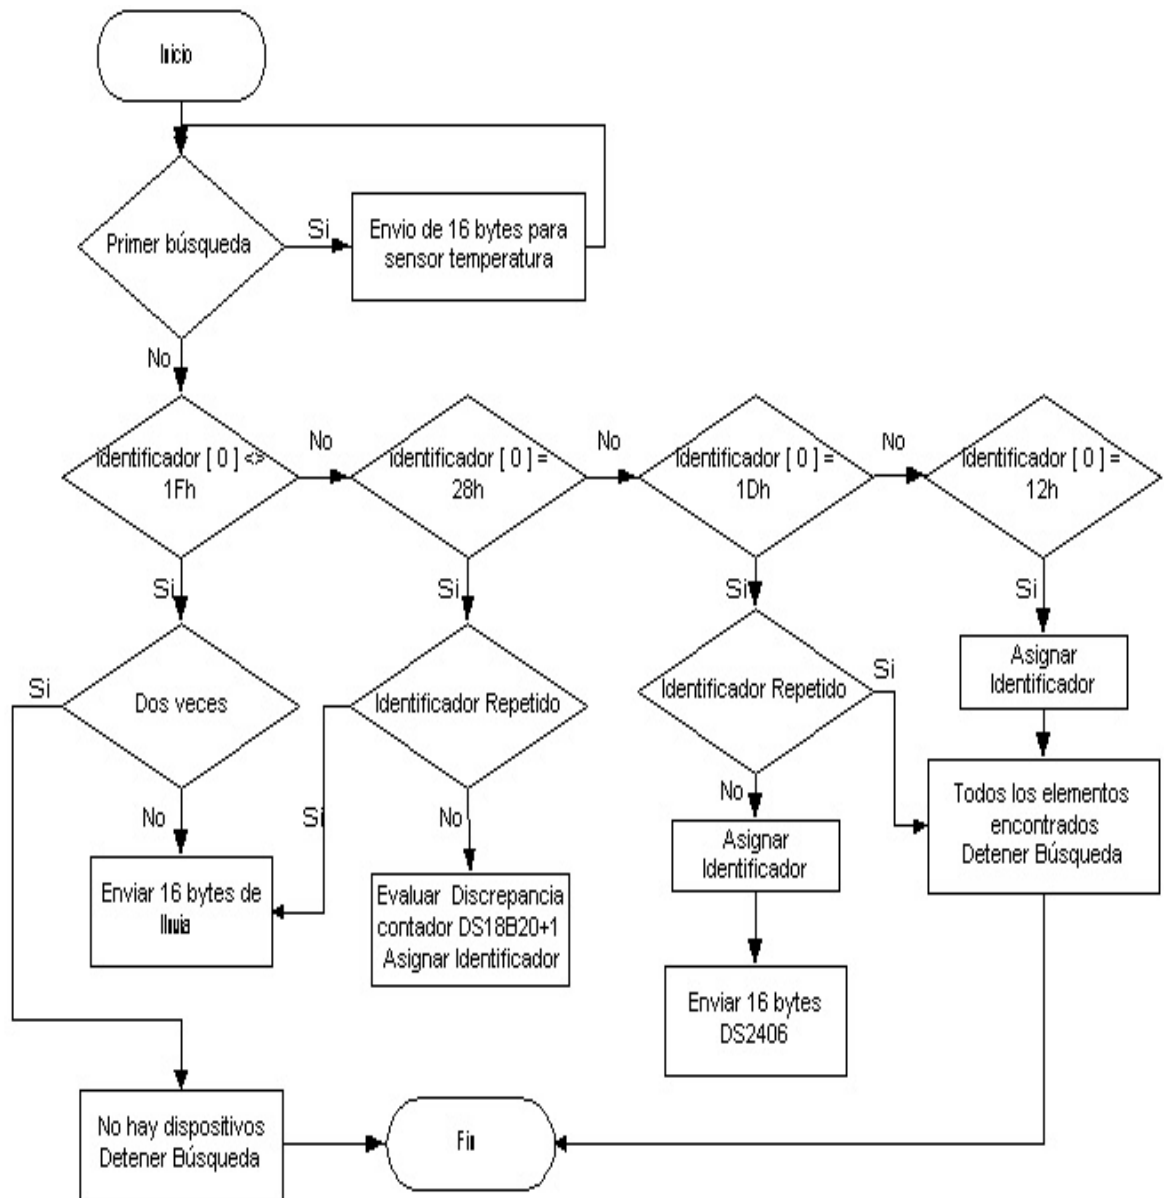 Inicio
Primer búsqueda
Si
Envio de 16 bytes para
sensor temperatura
No
Identificador [ 0 ] <>
1Fh
No
Identificador [ 0 ] =
28h
No
Identificador [ 0 ] =
1Dh
No
Identificador [ 0 ] =
12h
Si
Si
Si
Si
Si
Dos veces
Identificador Repetido
Identificador Repetido
Si
Asignar
Identificador
No
Si
No
No
Enviar 16 bytes de
lluvia
Evaluar Discrepancia
contador DS18B20+1
Asignar Identificador
Asignar
Identificador
Todos los elementos
encontrados
Detener Búsqueda
Enviar 16 bytes
DS2406
No hay dispositivos
Detener Búsqueda
Fin